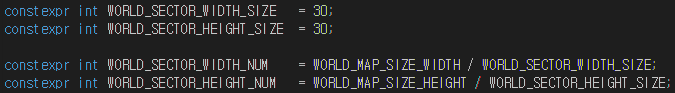 constexpr int WORLD_SECTOR_WIDTH_SIZE = 30;
constexpr int WORLD_SECTOR_HEIGHT_SIZE = 30;
constexpr int WORLD_SECTOR_WIDTH_NUM = WORLD_MAP_SIZE_WIDTH / WORLD_SECTOR_WIDTH_SIZE;
constexpr int WORLD_SECTOR_HEIGHT_NUM = WORLD_MAP_SIZE_HEIGHT / WORLD_SECTOR_HEIGHT_SIZE;